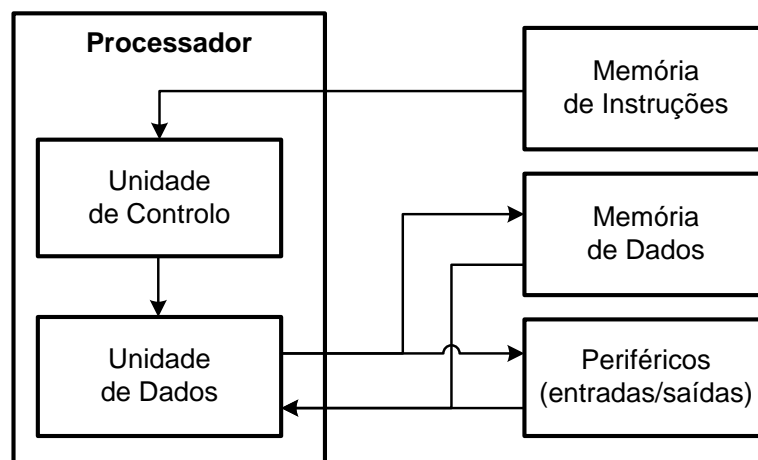 Processador
Memória
de Instruções
Unidade
de Controlo
Memória
de Dados
Unidade
de Dados
Periféricos
(entradas/saídas)